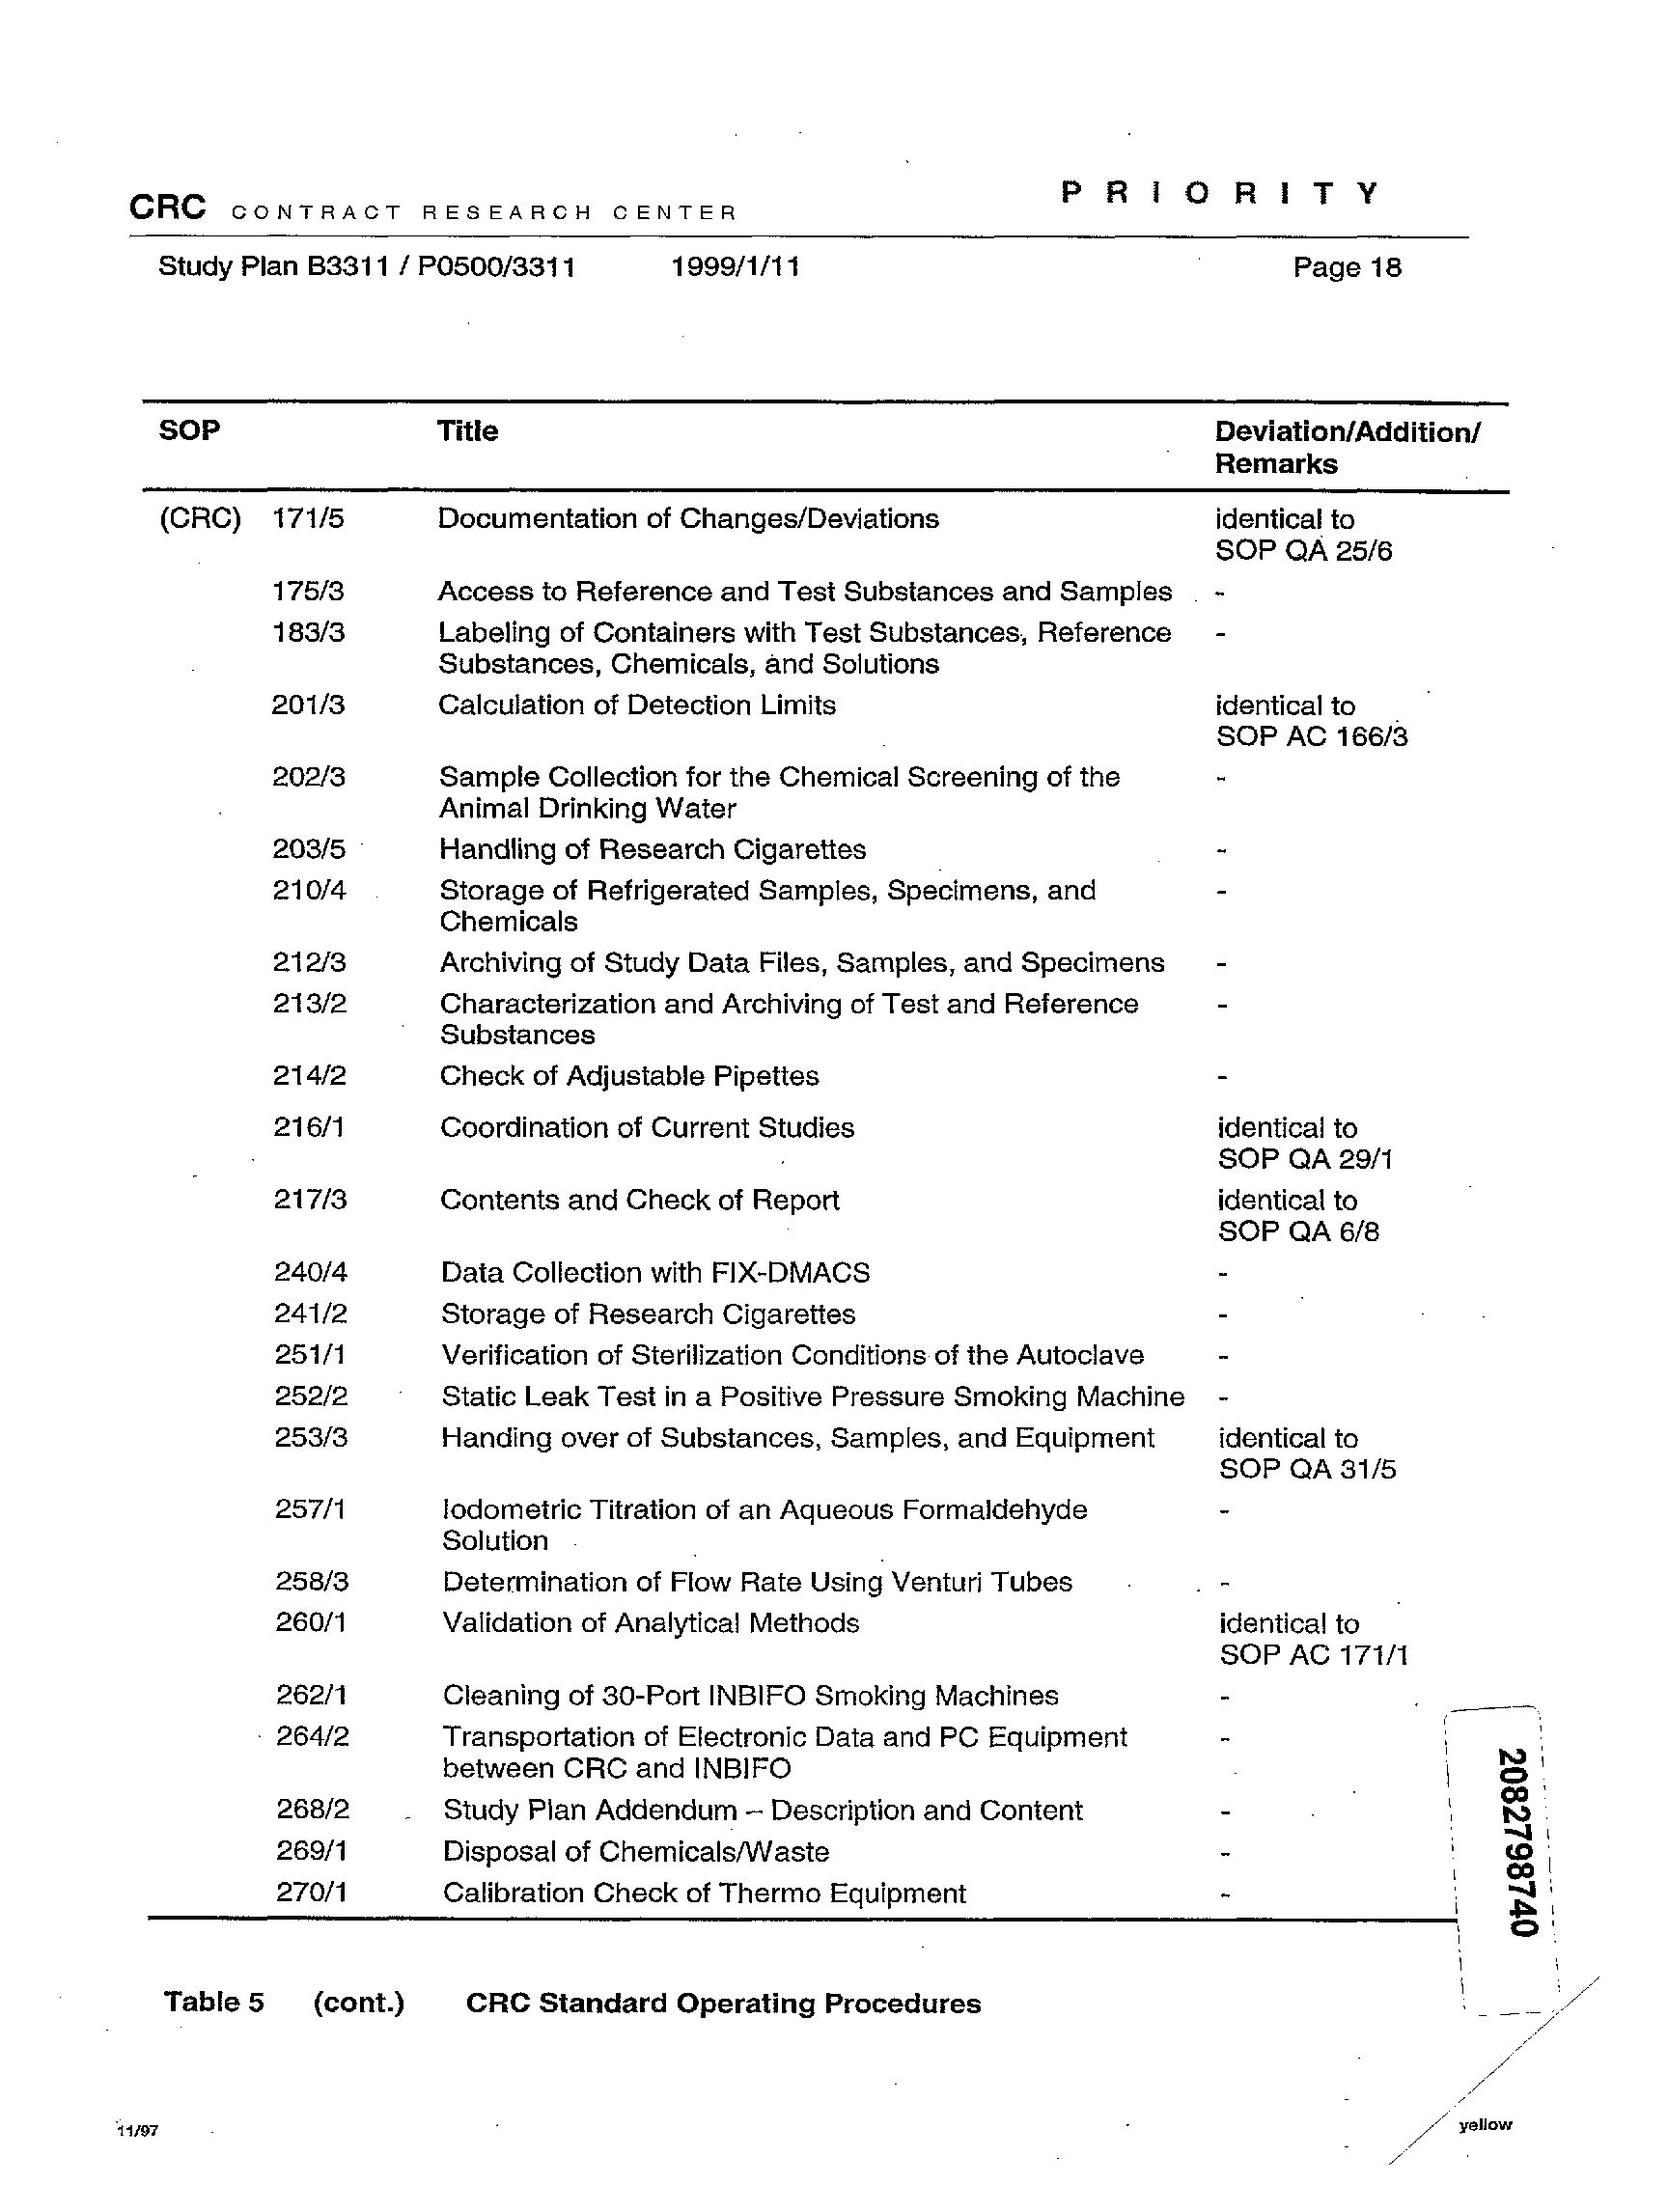 CRC CONTRACT RESEARCH CENTER PRIORITY
Study Plan B3311 / P0500/3311 1999/1/11 Page 18
SOP Title Deviation/Addition/
Remarks
(CRC) 171/5 Documentation of Changes/Deviations identical to
SOP QA 25/6
175/3 Access to Reference and Test Substances and Samples -
183/3 Labeling of Containers with Test Substances, Reference -
Substances, Chemicals, and Solutions
201/3 Calculation of Detection Limits identical to
SOP AC 166/3
202/3 Sample Collection for the Chemical Screening of the -
Animal Drinking Water
203/5 Handling of Research Cigarettes -
210/4 Storage of Refrigerated Samples, Specimens, and -
Chemicals
212/3 Archiving of Study Data Files, Samples, and Specimens -
213/2 Characterization and Archiving of Test and Reference -
Substances
214/2 Check of Adjustable Pipettes -
216/1 Coordination of Current Studies identical to
SOP QA 29/1
217/3 Contents and Check of Report identical to
SOP QA 6/8
240/4 Data Collection with FIX-DMACS -
241/2 Storage of Research Cigarettes -
251/1 Verification of Sterilization Conditions of the Autoclave -
252/2 Static Leak Test in a Positive Pressure Smoking Machine -
253/3 Handing over of Substances, Samples, and Equipment identical to
SOP QA 31/5
257/1 Iodometric Titration of an Aqueous Formaldehyde -
Solution
258/3 Determination of Flow Rate Using Venturi Tubes -
260/1 Validation of Analytical Methods identical to
SOP AC 171/1
262/1 Cleaning of 30-Port INBIFO Smoking Machines -
264/2 Transportation of Electronic Data and PC Equipment -
between CRC and INBIFO
268/2 Study Plan Addendum – Description and Content -
269/1 Disposal of Chemicals/Waste -
270/1 Calibration Check of Thermo Equipment -
2082798740
Table 5 (cont.) CRC Standard Operating Procedures
11/97 yellow